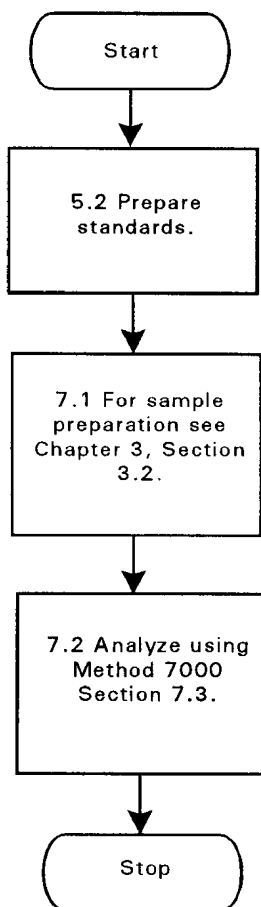 Start
5.2 Prepare
standards.
7.1 For sample
preparation see
Chapter 3, Section
3.2.
7.2 Analyze using
Method 7000
Section 7.3.
Stop